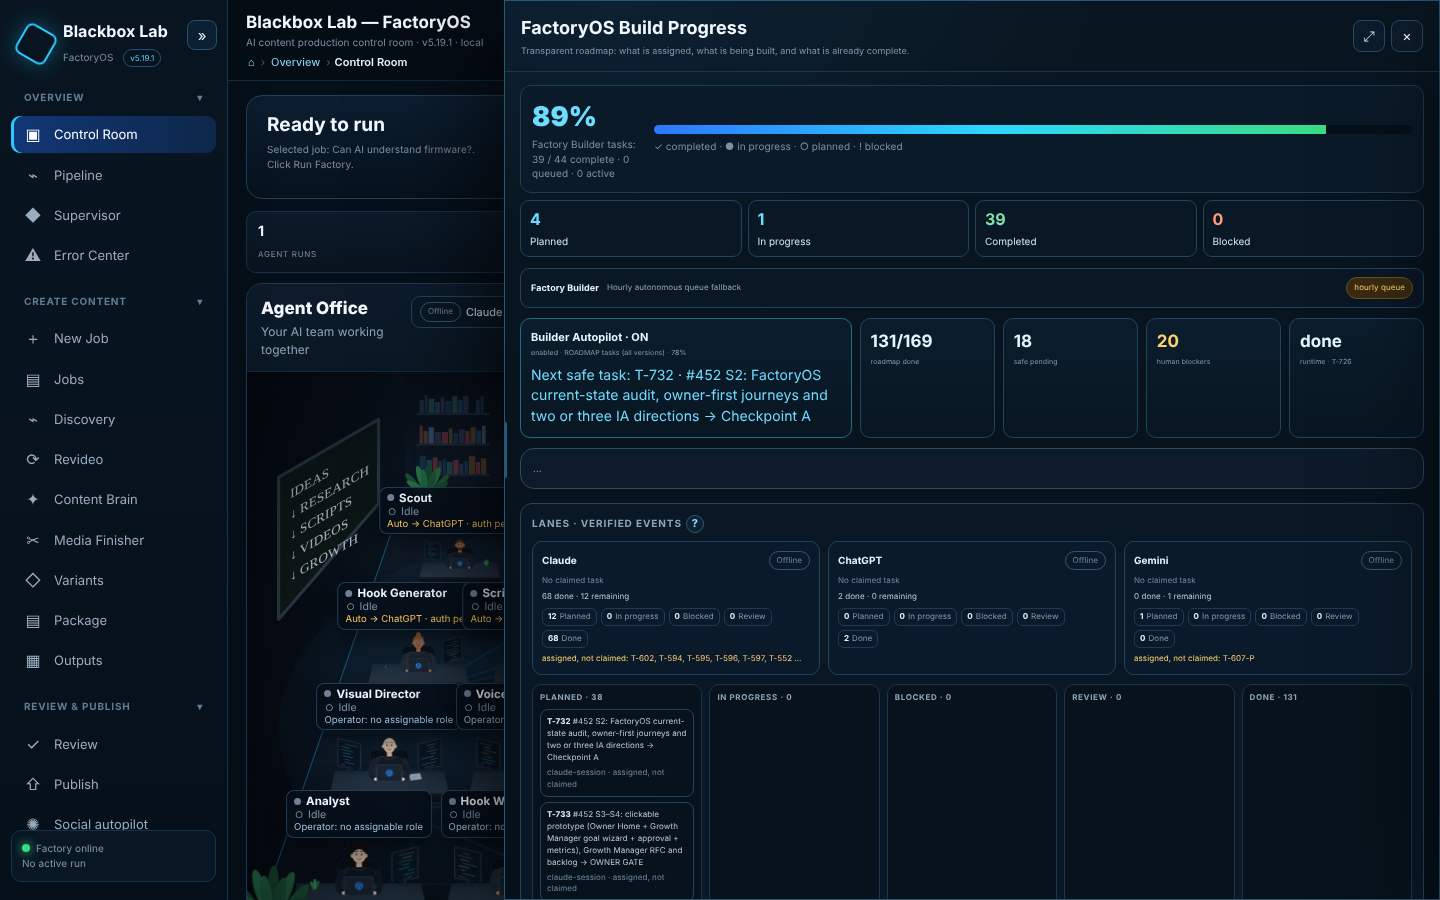 Blackbox Lab
FactoryOS v5.19.1
»
OVERVIEW
Control Room
Pipeline
Supervisor
Error Center
CREATE CONTENT
New Job
Jobs
Discovery
Revideo
Content Brain
Media Finisher
Variants
Package
Outputs
REVIEW & PUBLISH
Review
Publish
Social autopilot
Factory online
No active run
Blackbox Lab — FactoryOS
AI content production control room · v5.19.1 · local
Overview › Control Room
Ready to run
Selected job: Can AI understand firmware?.
Click Run Factory.
1
AGENT RUNS
Agent Office
Your AI team working
together
Offline Claude
IDEAS
↓ RESEARCH
↓ SCRIPTS
↓ VIDEOS
↓ GROWTH
Scout
Idle
Auto → ChatGPT · auth pe
Hook Generator
Idle
Auto → ChatGPT · auth pe
Scri
Idle
Auto →
Visual Director
Idle
Operator: no assignable role
Voice
Idle
Operator
Analyst
Idle
Operator: no assignable role
Hook W
Idle
Operator: no
FactoryOS Build Progress
Transparent roadmap: what is assigned, what is being built, and what is already complete.
89%
Factory Builder tasks:
39 / 44 complete · 0
queued · 0 active
✓ completed · ● in progress · ○ planned · ! blocked
4
Planned
1
In progress
39
Completed
0
Blocked
Factory Builder Hourly autonomous queue fallback
hourly queue
Builder Autopilot · ON
enabled · ROADMAP tasks (all versions) · 78%
Next safe task: T-732 · #452 S2: FactoryOS
current-state audit, owner-first journeys and
two or three IA directions → Checkpoint A
131/169
roadmap done
18
safe pending
20
human blockers
done
runtime · T-726
...
LANES · VERIFIED EVENTS ?
Claude Offline
No claimed task
68 done · 12 remaining
12 Planned 0 In progress 0 Blocked 0 Review
68 Done
assigned, not claimed: T-602, T-594, T-595, T-596, T-597, T-552 ...
ChatGPT Offline
No claimed task
2 done · 0 remaining
0 Planned 0 In progress 0 Blocked 0 Review
2 Done
Gemini Offline
No claimed task
0 done · 1 remaining
1 Planned 0 In progress 0 Blocked 0 Review
0 Done
assigned, not claimed: T-607-P
PLANNED · 38
T-732 #452 S2: FactoryOS current-
state audit, owner-first journeys and
two or three IA directions →
Checkpoint A
claude-session · assigned, not
claimed
T-733 #452 S3–S4: clickable
prototype (Owner Home + Growth
Manager goal wizard + approval +
metrics), Growth Manager RFC and
backlog → OWNER GATE
claude-session · assigned, not
claimed
IN PROGRESS · 0
BLOCKED · 0
REVIEW · 0
DONE · 131